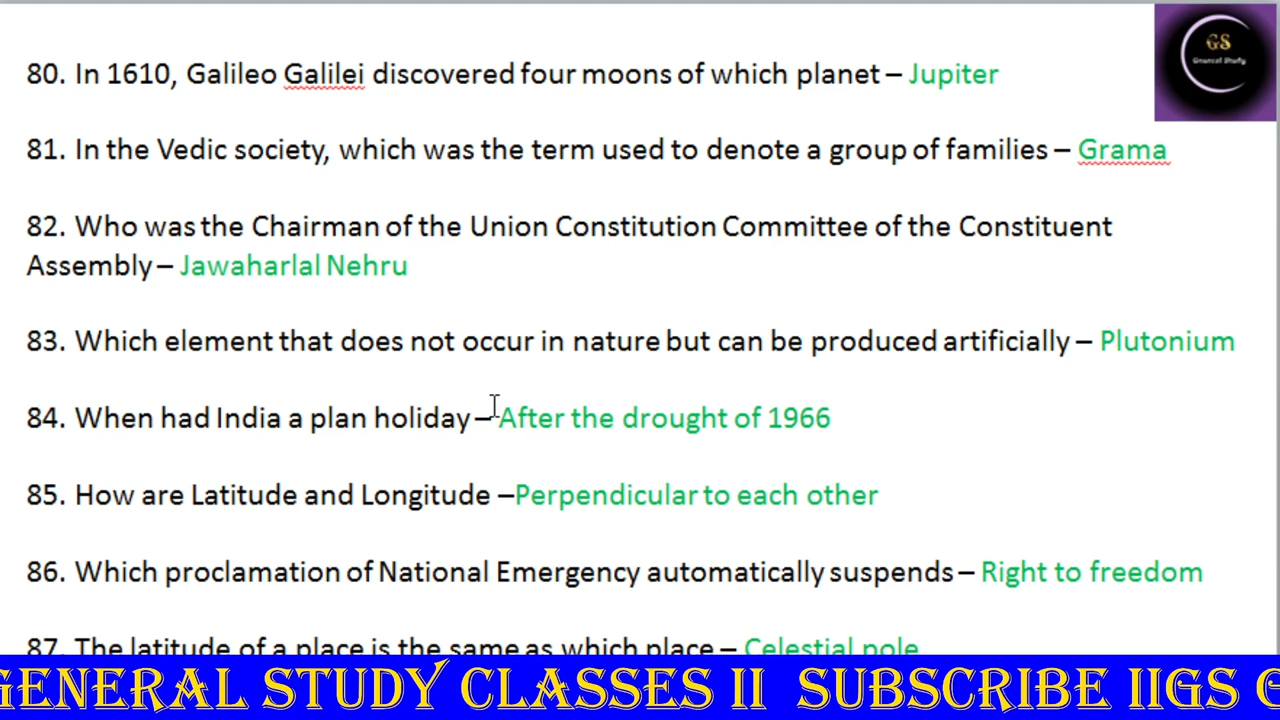 GS
General Study
80. In 1610, Galileo Galilei discovered four moons of which planet – Jupiter
81. In the Vedic society, which was the term used to denote a group of families – Grama
82. Who was the Chairman of the Union Constitution Committee of the Constituent
Assembly – Jawaharlal Nehru
83. Which element that does not occur in nature but can be produced artificially – Plutonium
84. When had India a plan holiday – After the drought of 1966
85. How are Latitude and Longitude –Perpendicular to each other
86. Which proclamation of National Emergency automatically suspends – Right to freedom
87. The latitude of a place is the same as which place – Celestial pole
GENERAL STUDY CLASSES II SUBSCRIBE IIGS